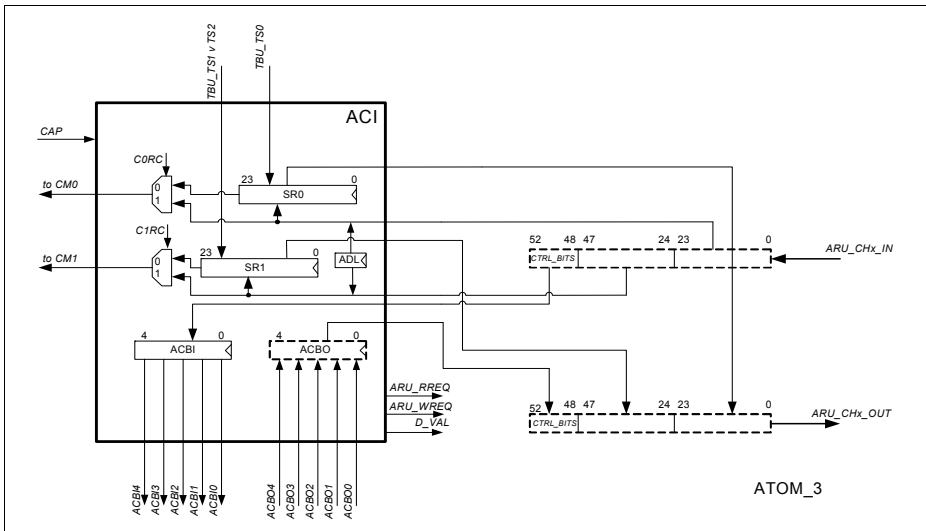 TBU_TS1 v TS2
TBU_TS0
ACI
CAP
C0RC
23 0
to CM0
0
1
SR0
C1RC
23 0
52 48 47 24 23 0
ARU_CHx_IN
to CM1
0
1
SR1
ADL
CTRL_BITS
4 0
4 0
ACBI
ACBO
ARU_RREQ
ARU_WREQ
D_VAL
52 48 47 24 23 0
ARU_CHx_OUT
CTRL_BITS
ACBI4
ACBI3
ACBI2
ACBI1
ACBI0
ACBO4
ACBO3
ACBO2
ACBO1
ACBO0
ATOM_3